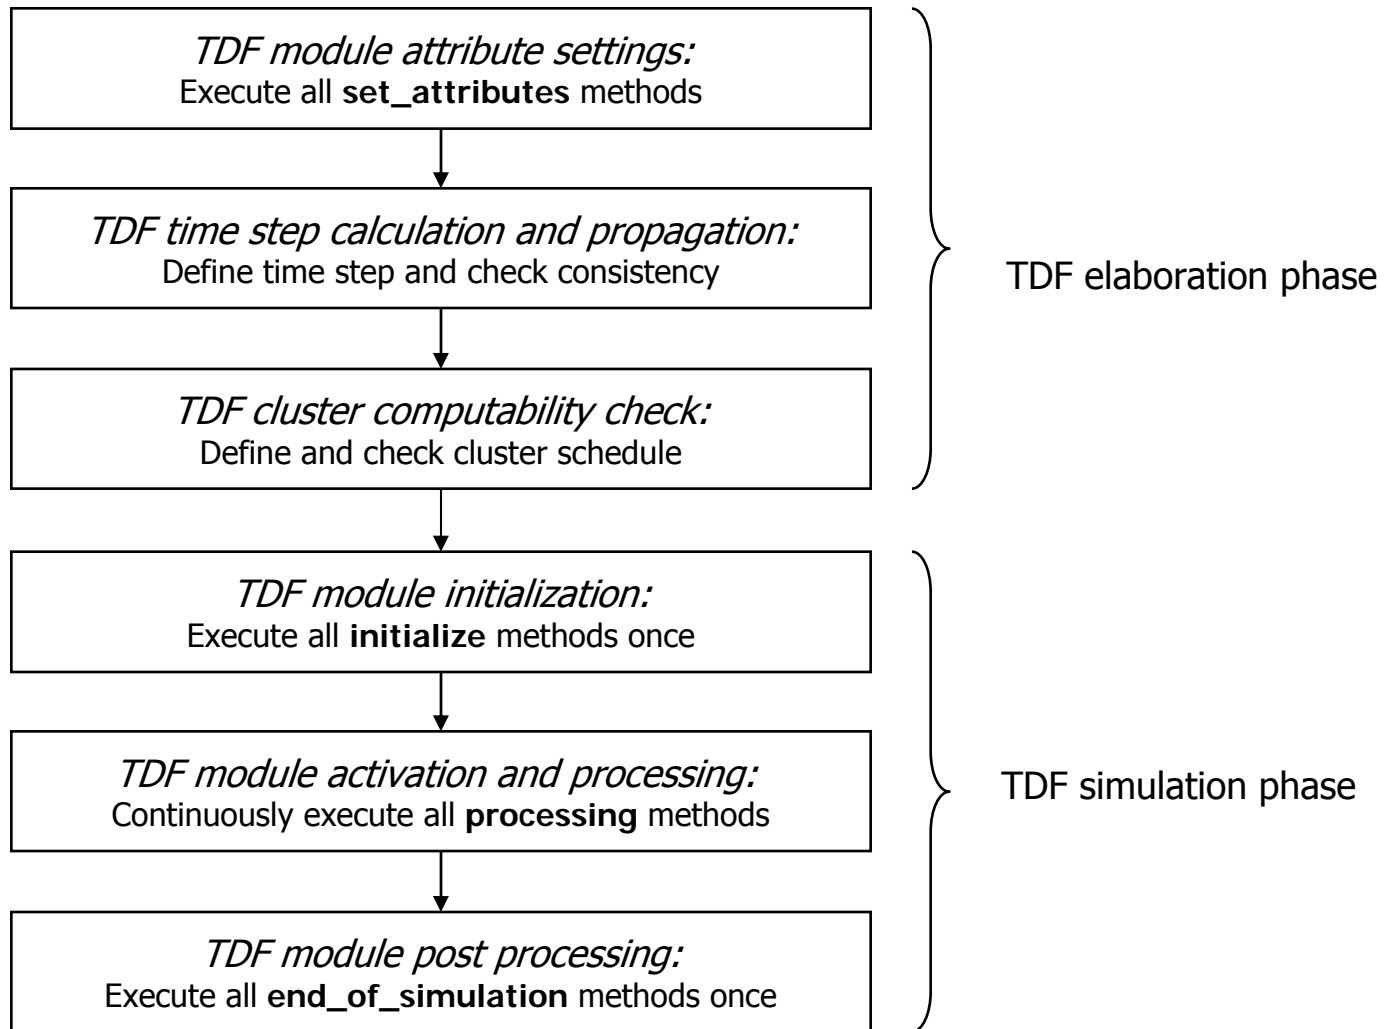 TDF module attribute settings:
Execute all set_attributes methods
TDF time step calculation and propagation:
Define time step and check consistency
TDF elaboration phase
TDF cluster computability check:
Define and check cluster schedule
TDF module initialization:
Execute all initialize methods once
TDF module activation and processing:
Continuously execute all processing methods
TDF simulation phase
TDF module post processing:
Execute all end_of_simulation methods once